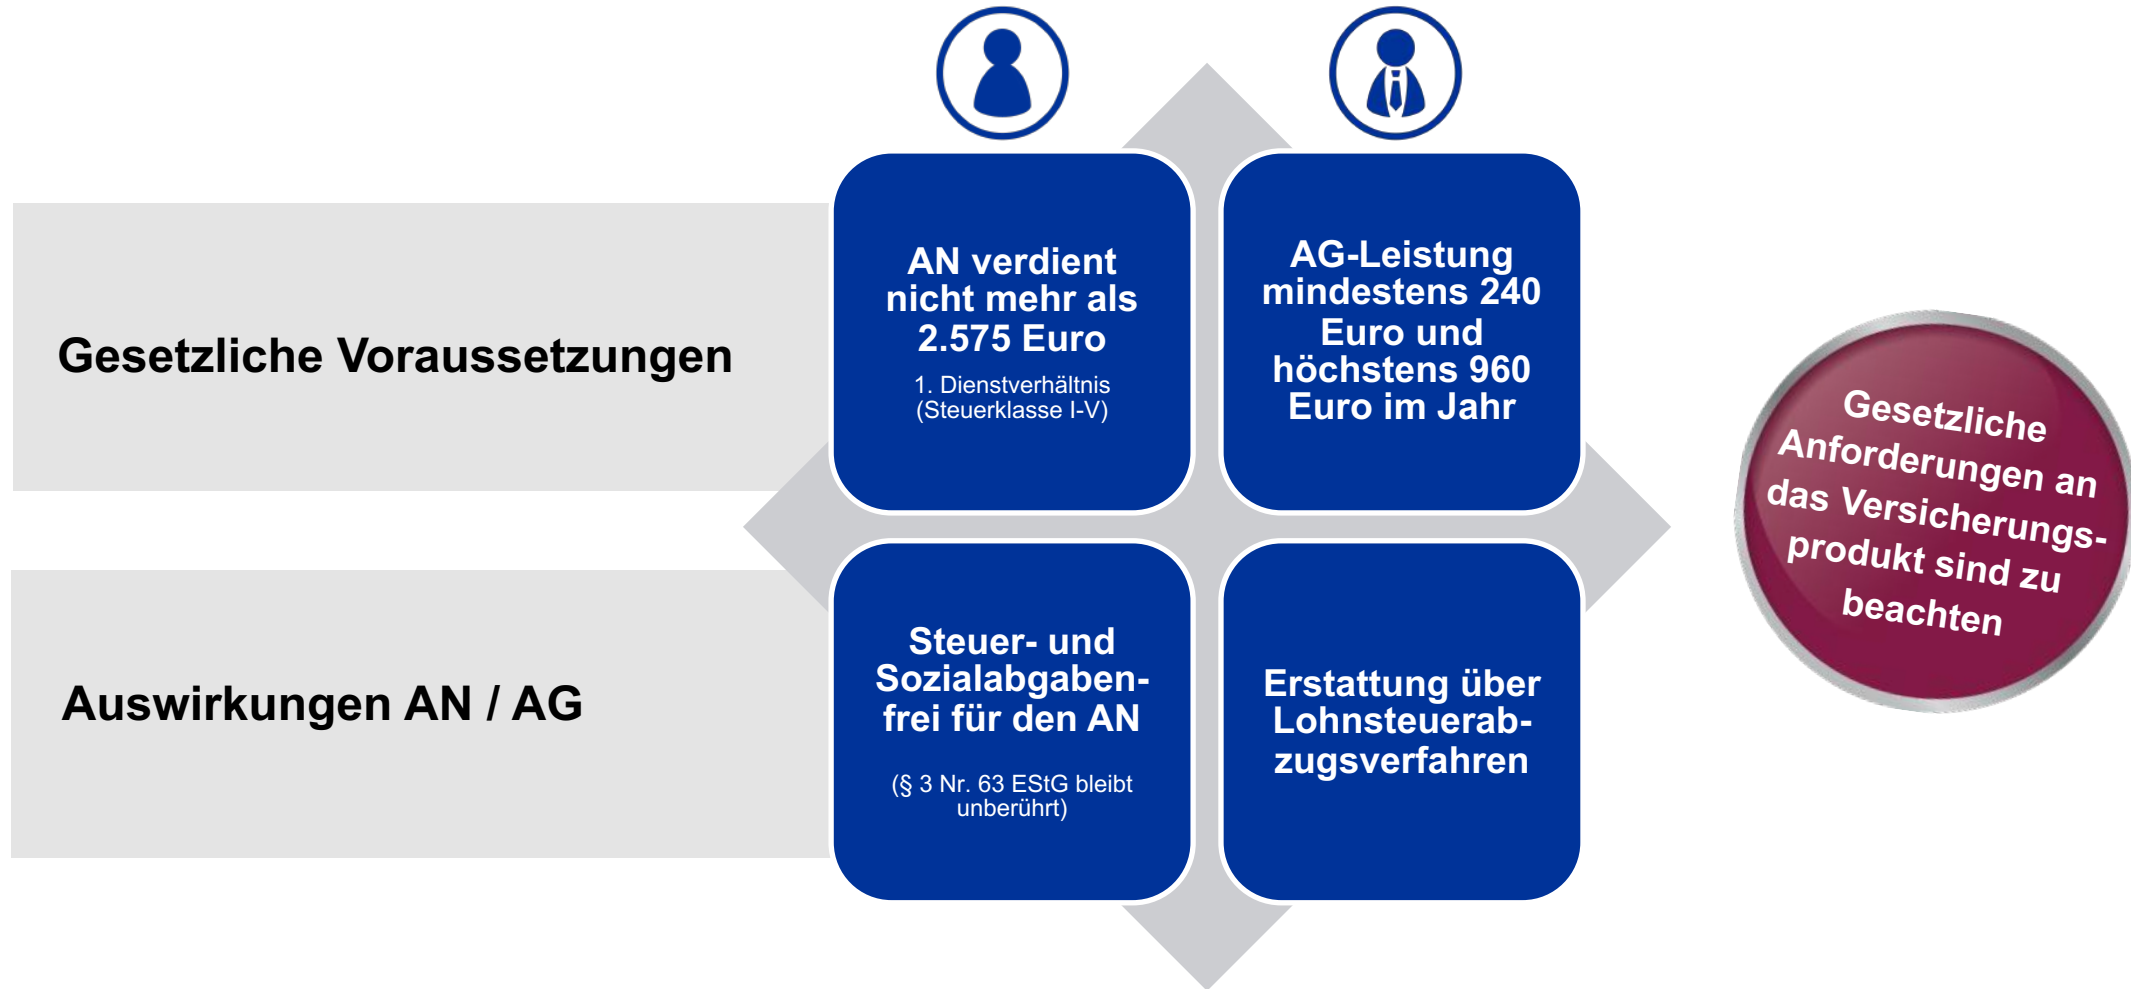 Gesetzliche Voraussetzungen
AN verdient
nicht mehr als
2.575 Euro
1. Dienstverhältnis
(Steuerklasse I-V)
AG-Leistung
mindestens 240
Euro und
höchstens 960
Euro im Jahr
Auswirkungen AN / AG
Steuer- und
Sozialabgaben-
frei für den AN
(§ 3 Nr. 63 EStG bleibt
unberührt)
Erstattung über
Lohnsteuerab-
zugsverfahren
Gesetzliche
Anforderungen an
das Versicherungs-
produkt sind zu
beachten